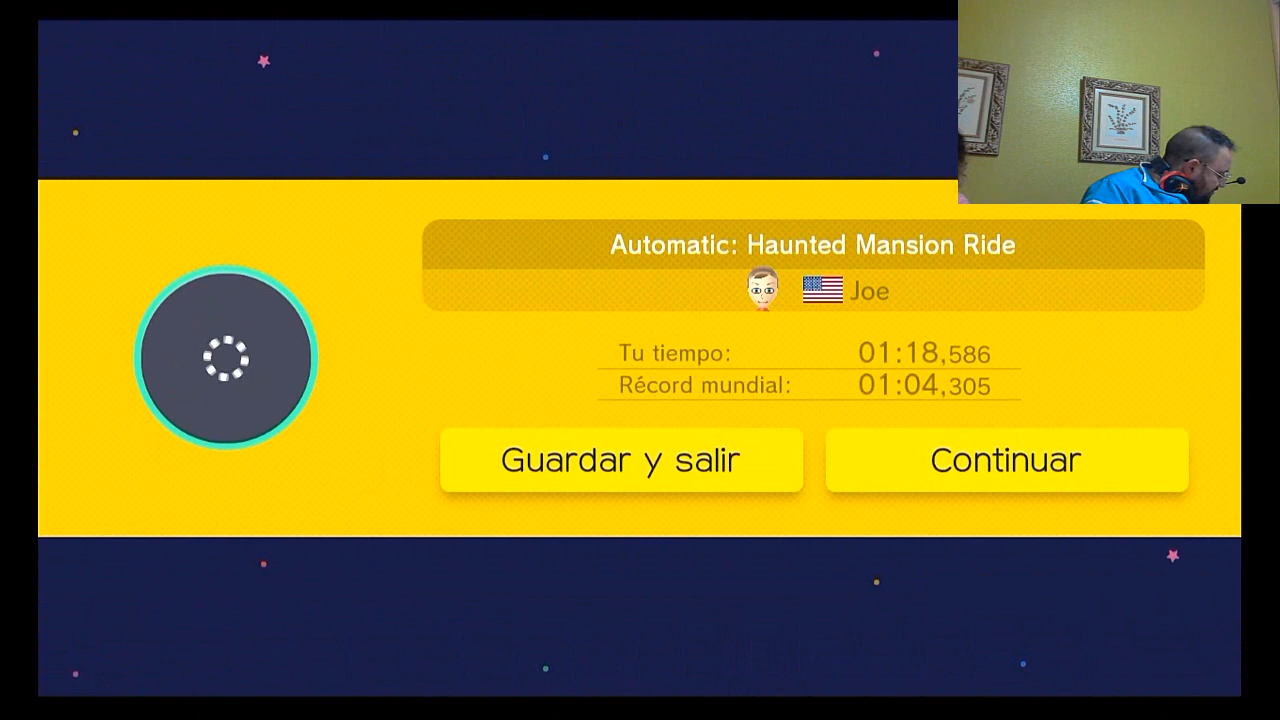 Automatic: Haunted Mansion Ride
Joe
Tu tiempo: 01:18,586
Récord mundial: 01:04,305
Guardar y salir
Continuar